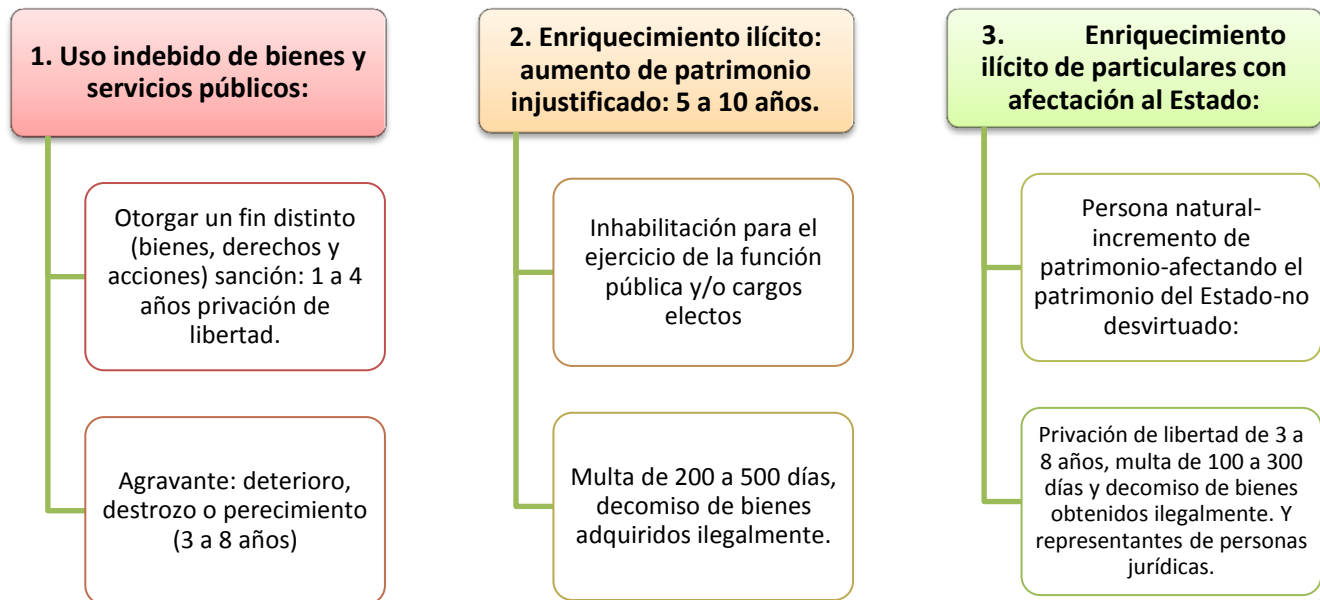 1. Uso indebido de bienes y
servicios públicos:
Otorgar un fin distinto
(bienes, derechos y
acciones) sanción: 1 a 4
años privación de
libertad.
Agravante: deterioro,
destrozo o perecimiento
(3 a 8 años)
2. Enriquecimiento ilícito:
aumento de patrimonio
injustificado: 5 a 10 años.
Inhabilitación para el
ejercicio de la función
pública y/o cargos
electos
Multa de 200 a 500 días,
decomiso de bienes
adquiridos ilegalmente.
3. Enriquecimiento
ilícito de particulares con
afectación al Estado:
Persona natural-
incremento de
patrimonio-afectando el
patrimonio del Estado-no
desvirtuado:
Privación de libertad de 3 a
8 años, multa de 100 a 300
días y decomiso de bienes
obtenidos ilegalmente. Y
representantes de personas
jurídicas.